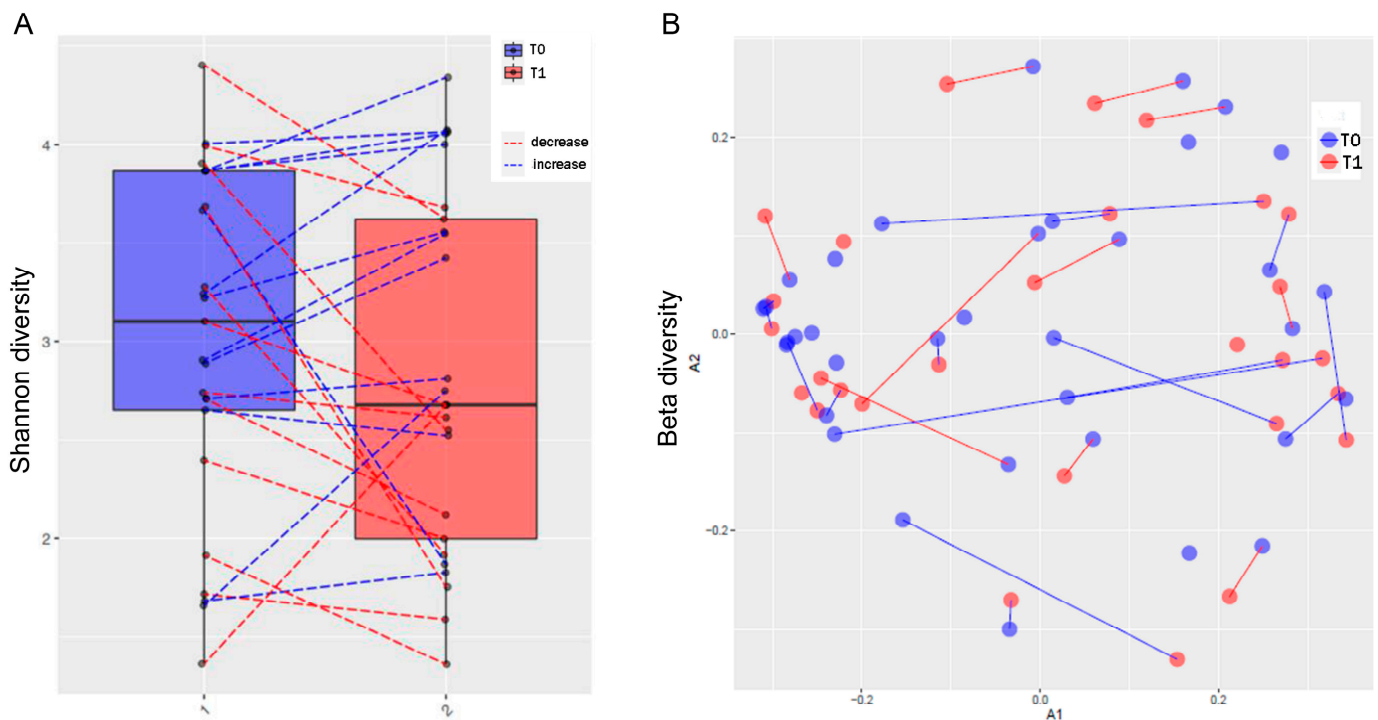 A
T0
T1
decrease
increase
Shannon diversity
4
3
2
1
2
B
T0
T1
Beta diversity
A2
0.2
0.0
−0.2
−0.2
0.0
0.2
A1